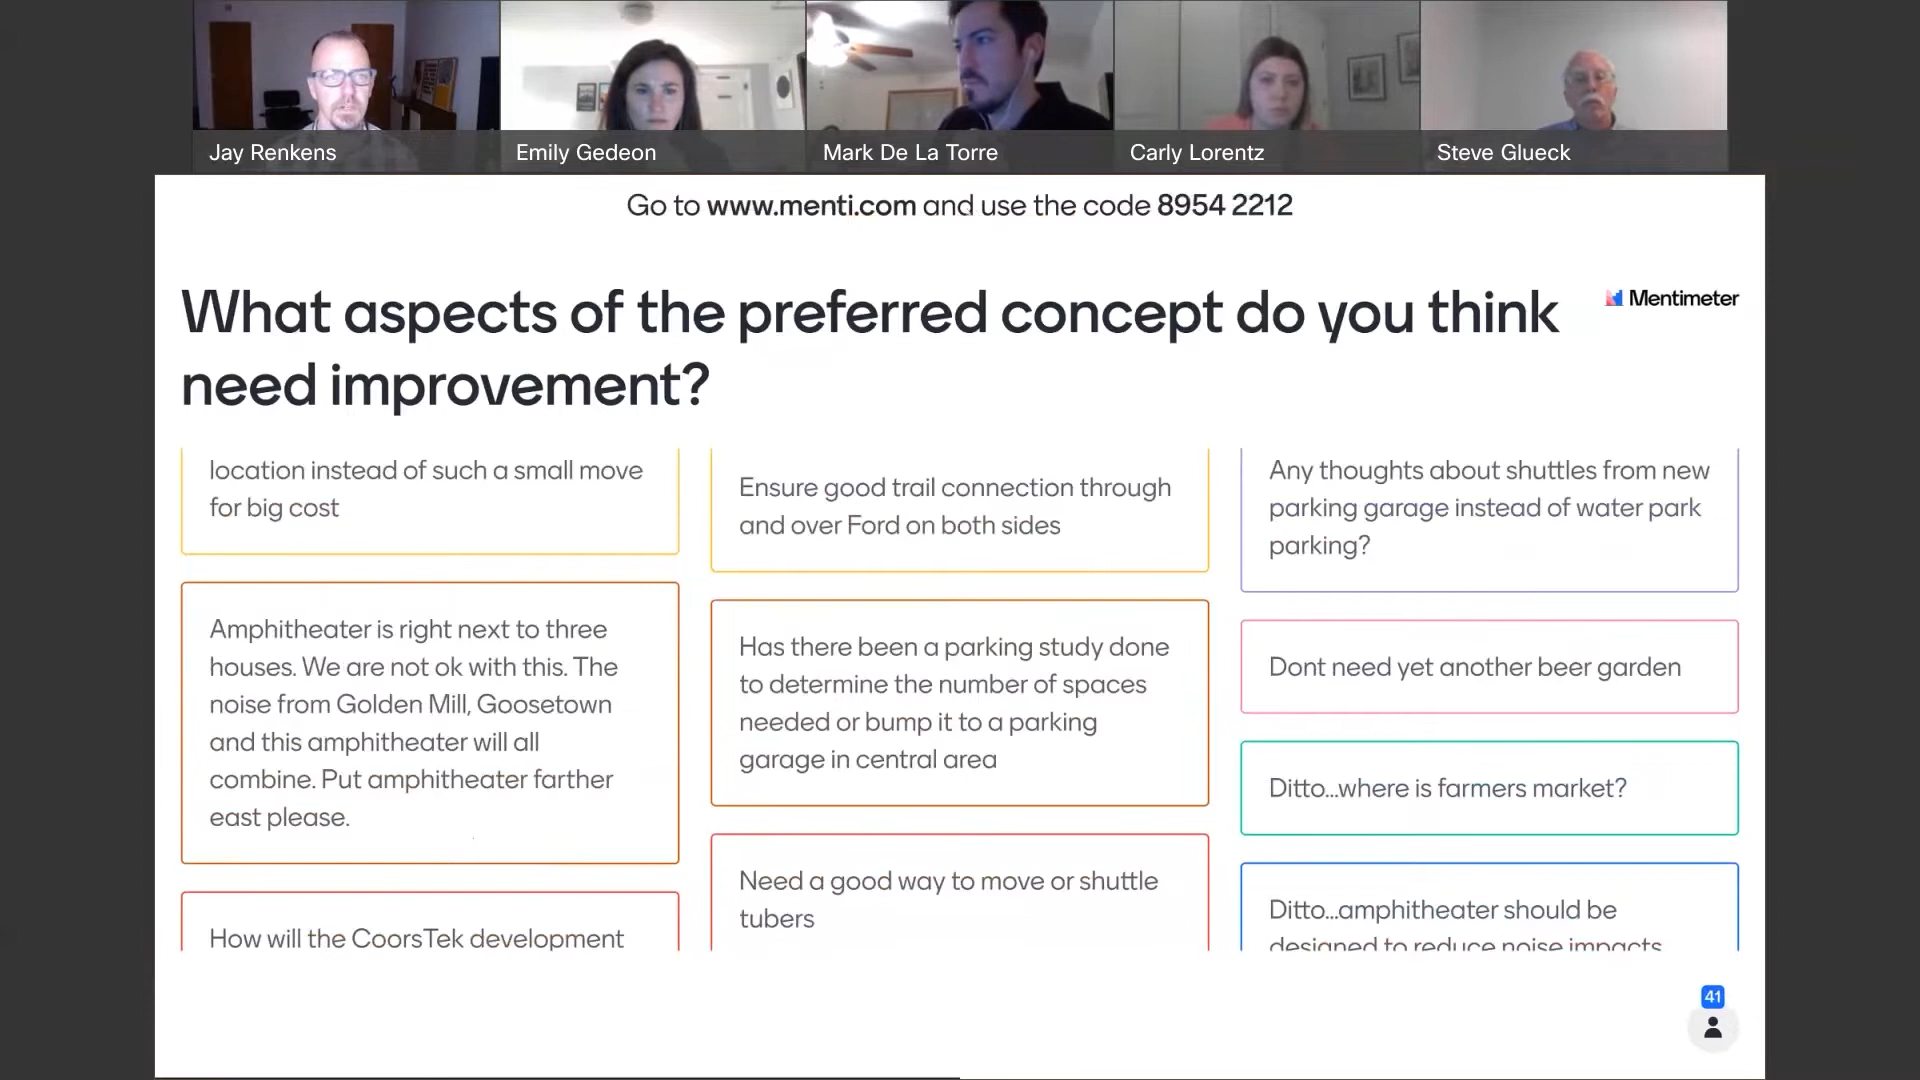 Jay Renkens
Emily Gedeon
Mark De La Torre
Carly Lorentz
Steve Glueck
Go to www.menti.com and use the code 8954 2212
What aspects of the preferred concept do you think
need improvement?
Mentimeter
location instead of such a small move
for big cost
Amphitheater is right next to three
houses. We are not ok with this. The
noise from Golden Mill, Goosetown
and this amphitheater will all
combine. Put amphitheater farther
east please.
How will the CoorsTek development
Ensure good trail connection through
and over Ford on both sides
Has there been a parking study done
to determine the number of spaces
needed or bump it to a parking
garage in central area
Need a good way to move or shuttle
tubers
Any thoughts about shuttles from new
parking garage instead of water park
parking?
Dont need yet another beer garden
Ditto...where is farmers market?
Ditto...amphitheater should be
designed to reduce noise impacts
41